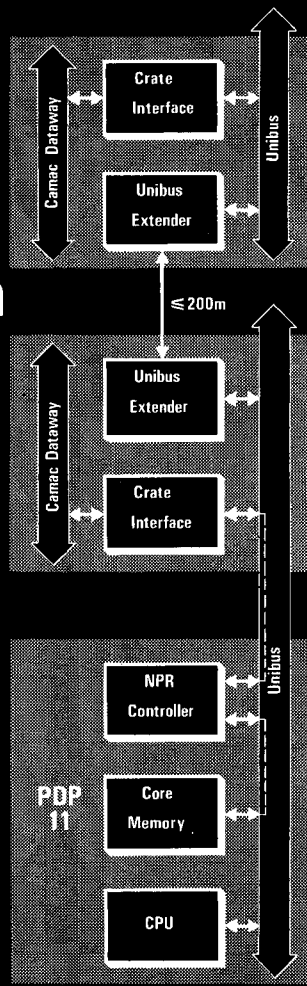 Crate
Interface
Camac Dataway
Unibus
Unibus
Extender
≤ 200m
Unibus
Extender
Camac Dataway
Crate
Interface
Unibus
NPR
Controller
PDP
11
Core
Memory
CPU